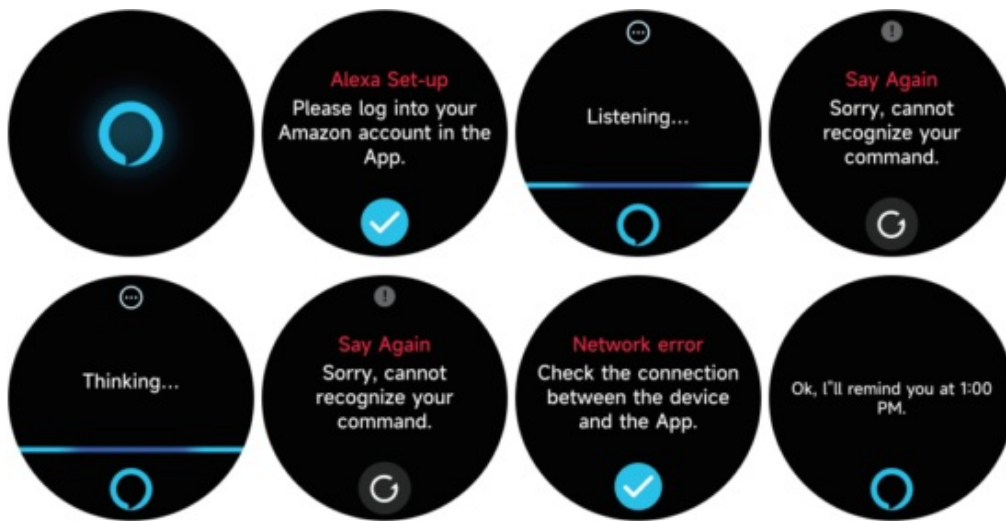 Alexa Set-up
Please log into your
Amazon account in the
App.
Listening...
Say Again
Sorry, cannot
recognize your
command.
Thinking...
Say Again
Sorry, cannot
recognize your
command.
Network error
Check the connection
between the device
and the App.
Ok, I"ll remind you at 1:00
PM.